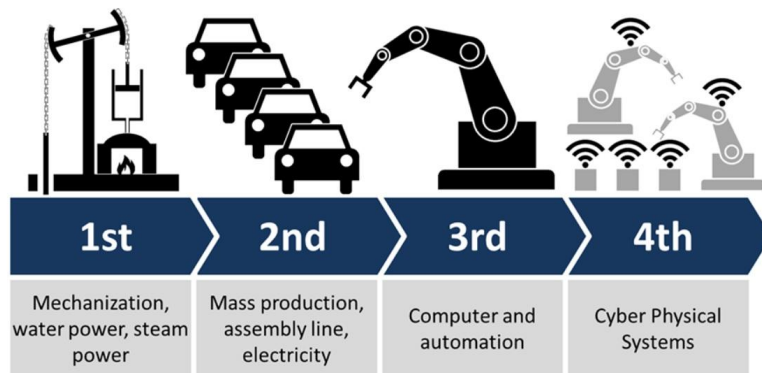 1st
2nd
3rd
4th
Mechanization,
water power, steam
power
Mass production,
assembly line,
electricity
Computer and
automation
Cyber Physical
Systems